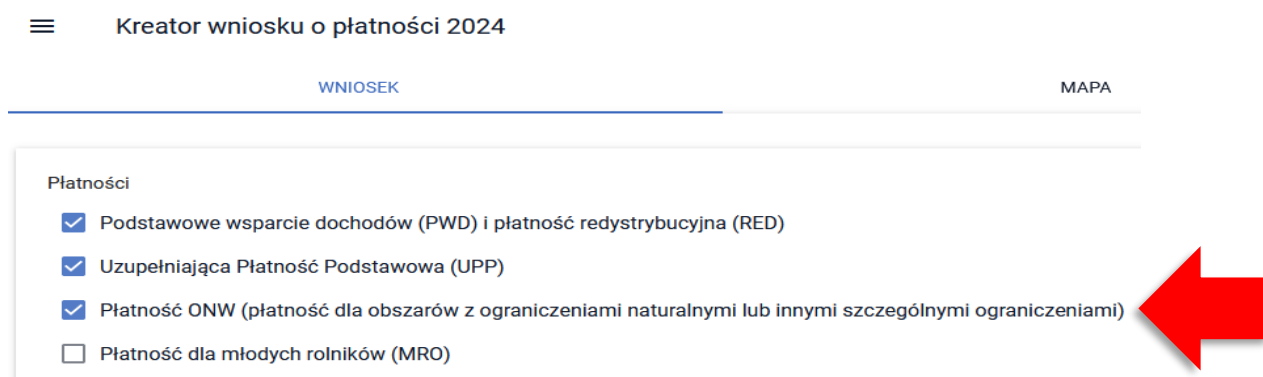 Kreator wniosku o płatności 2024
WNIOSEK
MAPA
Płatności
Podstawowe wsparcie dochodów (PWD) i płatność redystrybucyjna (RED)
Uzupełniająca Płatność Podstawowa (UPP)
Płatność ONW (płatność dla obszarów z ograniczeniami naturalnymi lub innymi szczególnymi ograniczeniami)
Płatność dla młodych rolników (MRO)